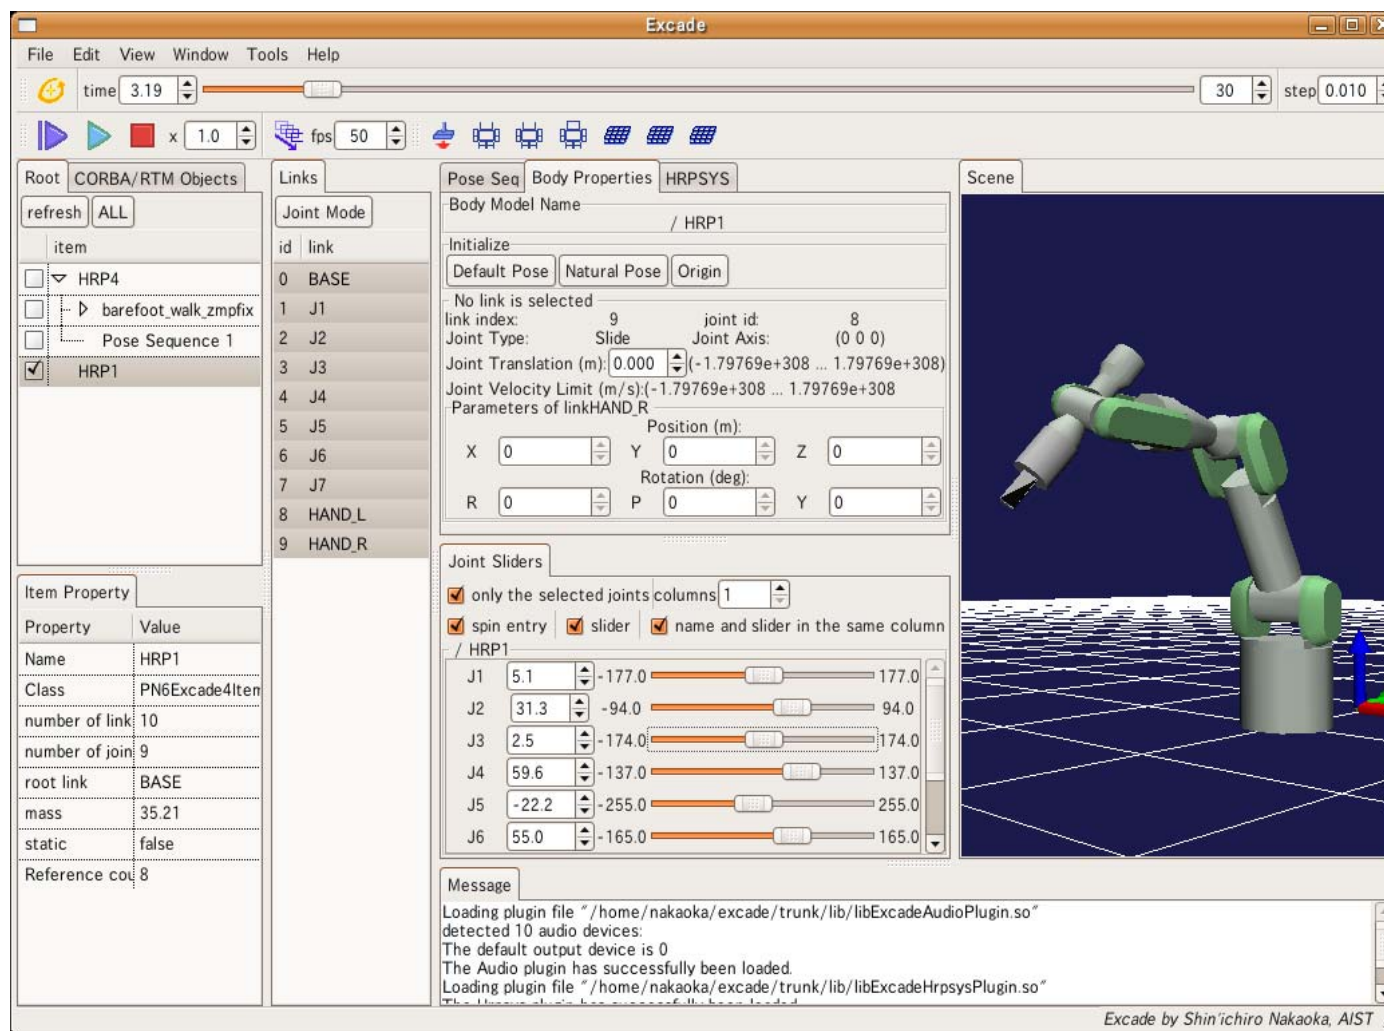 Excade
File Edit View Window Tools Help
time 3.19 30 step 0.010
x 1.0 fps 50
Root CORBA/RTM Objects
refresh ALL
item
HRP4
barefoot_walk_zmpfix
Pose Sequence 1
HRP1
Item Property
Property Value
Name HRP1
Class PN6Excade4Item
number of link 10
number of join 9
root link BASE
mass 35.21
static false
Reference cou 8
Links
Joint Mode
id link
0 BASE
1 J1
2 J2
3 J3
4 J4
5 J5
6 J6
7 J7
8 HAND_L
9 HAND_R
Pose Seq Body Properties HRPSYS
Body Model Name
/ HRP1
Initialize
Default Pose Natural Pose Origin
No link is selected
link index: 9 joint id: 8
Joint Type: Slide Joint Axis: (0 0 0)
Joint Translation (m): 0.000 (-1.79769e+308 ... 1.79769e+308)
Joint Velocity Limit (m/s):(-1.79769e+308 ... 1.79769e+308
Parameters of linkHAND_R
Position (m):
X 0 Y 0 Z 0
Rotation (deg):
R 0 P 0 Y 0
Joint Sliders
only the selected joints columns 1
spin entry slider name and slider in the same column
/ HRP1
J1 5.1 -177.0 177.0
J2 31.3 -94.0 94.0
J3 2.5 -174.0 174.0
J4 59.6 -137.0 137.0
J5 -22.2 -255.0 255.0
J6 55.0 -165.0 165.0
Message
Loading plugin file "/home/nakaoka/excade/trunk/lib/libExcadeAudioPlugin.so"
detected 10 audio devices:
The default output device is 0
The Audio plugin has successfully been loaded.
Loading plugin file "/home/nakaoka/excade/trunk/lib/libExcadeHrpsysPlugin.so"
The Hrpsys plugin has successfully been loaded
Scene
Excade by Shin'ichiro Nakaoka, AIST